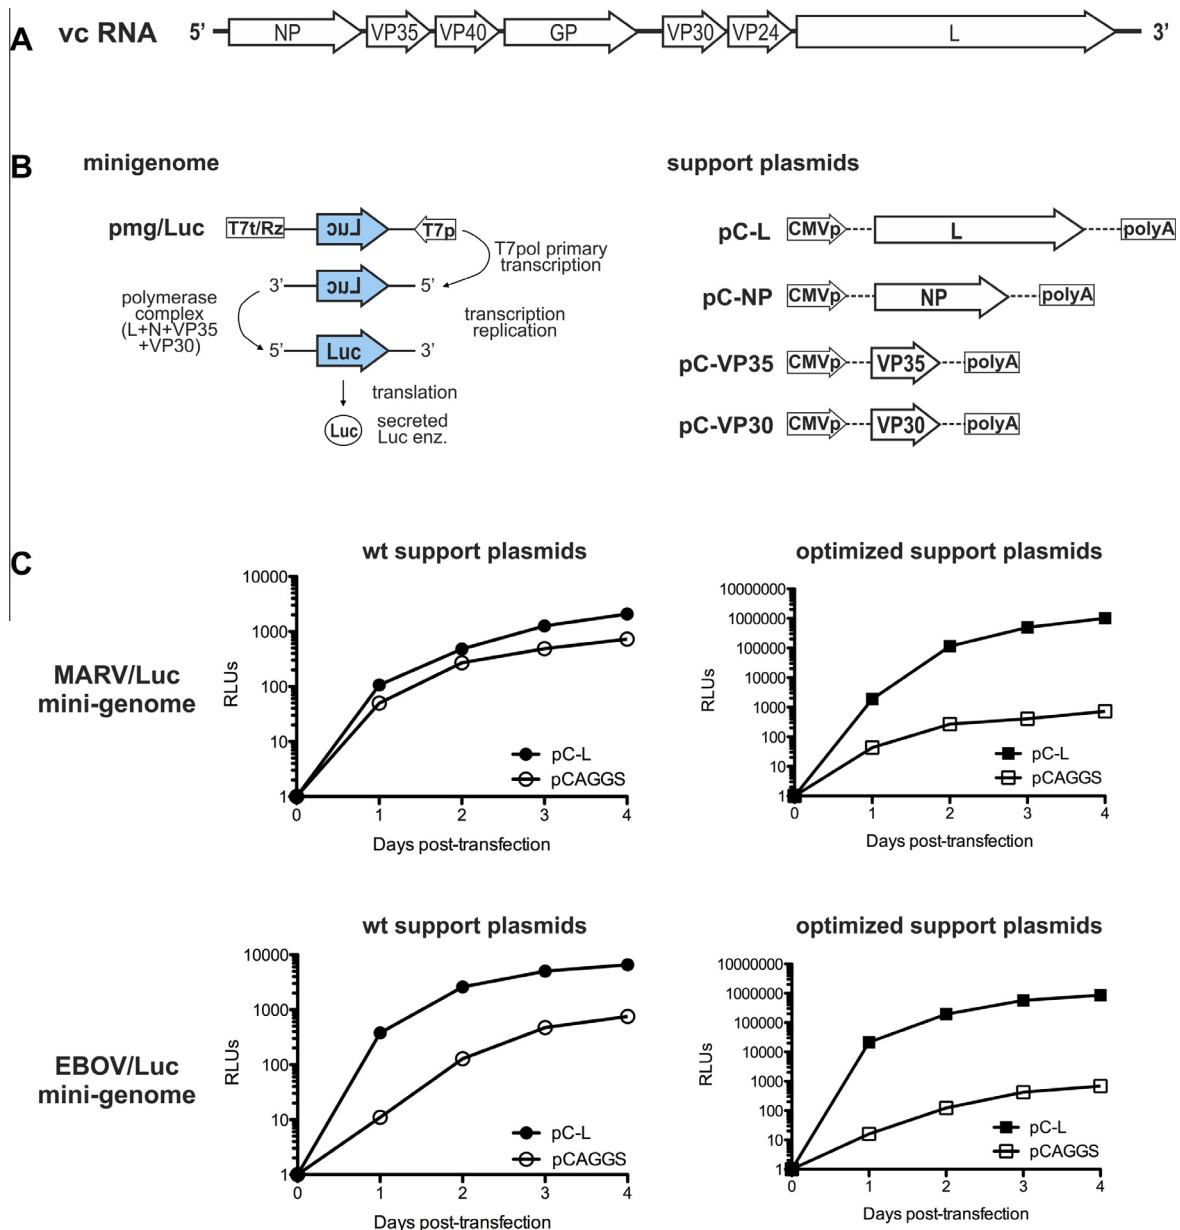 A
vc RNA
5’
NP
VP35
VP40
GP
VP30
VP24
L
3’
B
minigenome
pmg/Luc
T7t/Rz
Luc
T7p
T7pol primary
transcription
3’
Luc
5’
polymerase
complex
(L+N+VP35
+VP30)
transcription
replication
5’
Luc
3’
translation
Luc
secreted
Luc enz.
support plasmids
pC-L
CMVp
L
polyA
pC-NP
CMVp
NP
polyA
pC-VP35
CMVp
VP35
polyA
pC-VP30
CMVp
VP30
polyA
C
MARV/Luc
mini-genome
wt support plasmids
10000
1000
100
10
1
RLUs
0 1 2 3 4
Days post-transfection
pC-L
pCAGGS
optimized support plasmids
10000000
1000000
100000
10000
1000
100
10
1
RLUs
0 1 2 3 4
Days post-transfection
pC-L
pCAGGS
EBOV/Luc
mini-genome
wt support plasmids
10000
1000
100
10
1
RLUs
0 1 2 3 4
Days post-transfection
pC-L
pCAGGS
optimized support plasmids
10000000
1000000
100000
10000
1000
100
10
1
RLUs
0 1 2 3 4
Days post-transfection
pC-L
pCAGGS